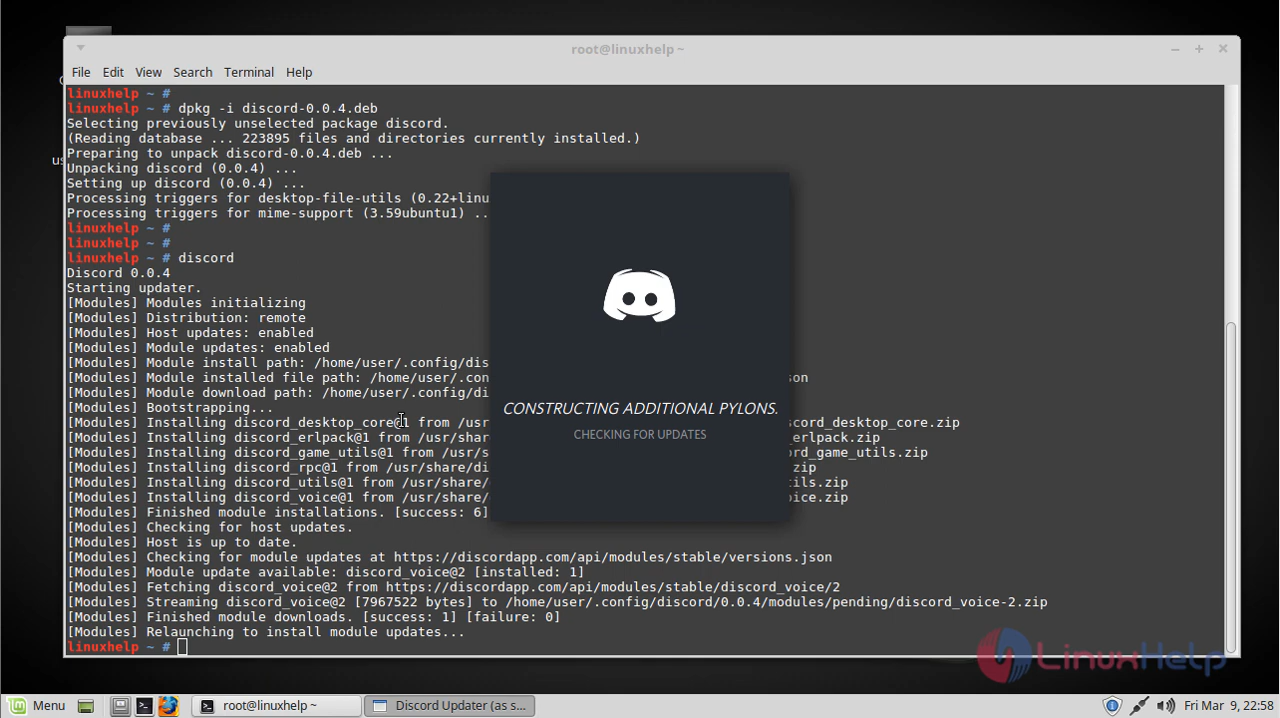 root@linuxhelp ~
File Edit View Search Terminal Help
linuxhelp ~ #
linuxhelp ~ # dpkg -i discord-0.0.4.deb
Selecting previously unselected package discord.
(Reading database ... 223895 files and directories currently installed.)
Preparing to unpack discord-0.0.4.deb ...
Unpacking discord (0.0.4) ...
Setting up discord (0.0.4) ...
Processing triggers for desktop-file-utils (0.22+linu
Processing triggers for mime-support (3.59ubuntu1) ..
linuxhelp ~ #
linuxhelp ~ #
linuxhelp ~ # discord
Discord 0.0.4
Starting updater.
[Modules] Modules initializing
[Modules] Distribution: remote
[Modules] Host updates: enabled
[Modules] Module updates: enabled
[Modules] Module install path: /home/user/.config/dis
[Modules] Module installed file path: /home/user/.con son
[Modules] Module download path: /home/user/.config/di
[Modules] Bootstrapping...
[Modules] Installing discord_desktop_core@1 from /usr cord_desktop_core.zip
[Modules] Installing discord_erlpack@1 from /usr/shar erlpack.zip
[Modules] Installing discord_game_utils@1 from /usr/s rd_game_utils.zip
[Modules] Installing discord_rpc@1 from /usr/share/di .zip
[Modules] Installing discord_utils@1 from /usr/share/ tils.zip
[Modules] Installing discord_voice@1 from /usr/share/ oice.zip
[Modules] Finished module installations. [success: 6]
[Modules] Checking for host updates.
[Modules] Host is up to date.
[Modules] Checking for module updates at https://discordapp.com/api/modules/stable/versions.json
[Modules] Module update available: discord_voice@2 [installed: 1]
[Modules] Fetching discord_voice@2 from https://discordapp.com/api/modules/stable/discord_voice/2
[Modules] Streaming discord_voice@2 [7967522 bytes] to /home/user/.config/discord/0.0.4/modules/pending/discord_voice-2.zip
[Modules] Finished module downloads. [success: 1] [failure: 0]
[Modules] Relaunching to install module updates...
linuxhelp ~ #
CONSTRUCTING ADDITIONAL PYLONS.
CHECKING FOR UPDATES
LinuxHelp
Menu root@linuxhelp ~ Discord Updater (as s... Fri Mar 9, 22:58